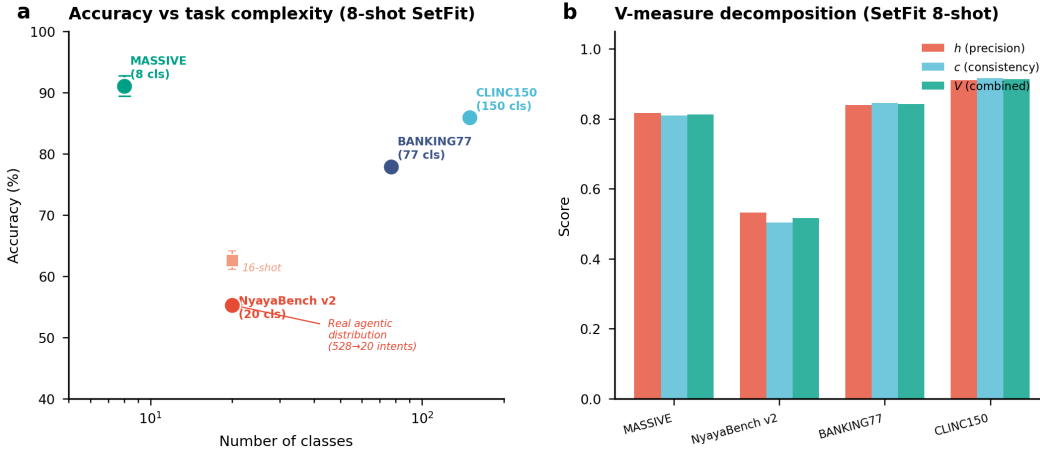 a
Accuracy vs task complexity (8-shot SetFit)
100
90
80
70
60
50
40
Accuracy (%)
MASSIVE
(8 cls)
CLINC150
(150 cls)
BANKING77
(77 cls)
16-shot
NyayaBench v2
(20 cls)
Real agentic
distribution
(528→20 intents)
10¹
10²
Number of classes
b
V-measure decomposition (SetFit 8-shot)
1.0
0.8
0.6
0.4
0.2
0.0
Score
h (precision)
c (consistency)
V (combined)
MASSIVE
NyayaBench v2
BANKING77
CLINC150